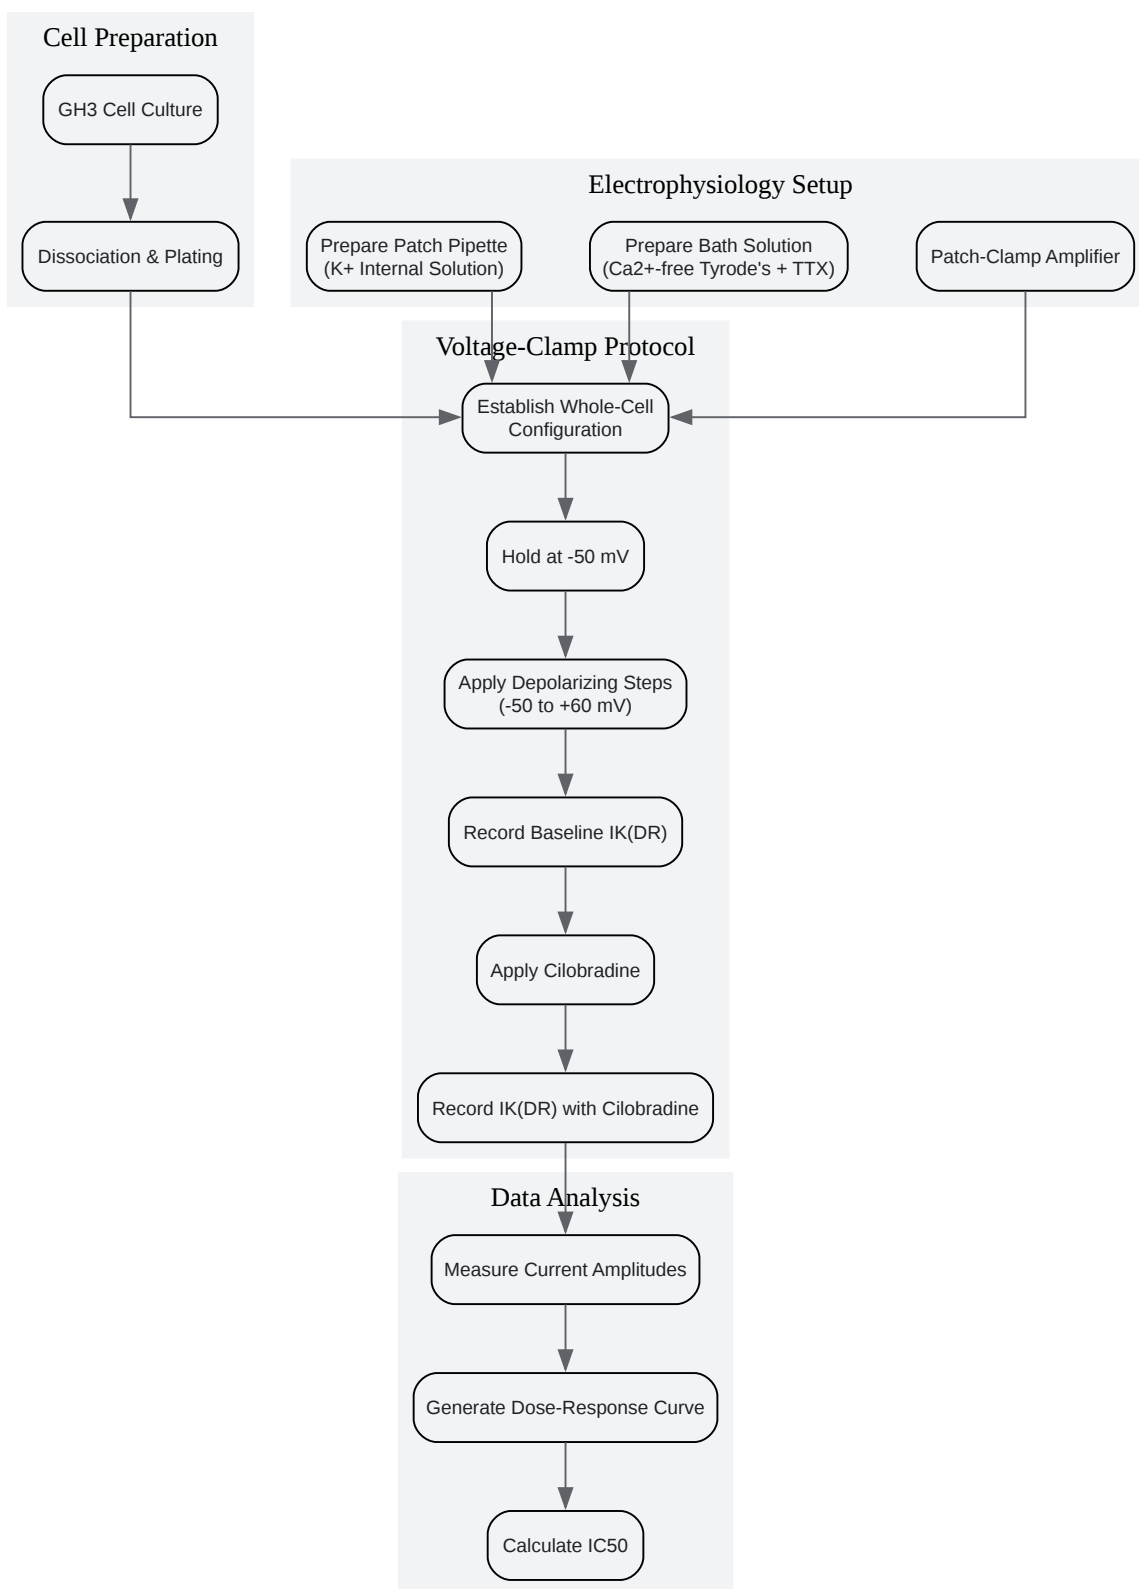 Cell Preparation
GH3 Cell Culture
Dissociation & Plating
Electrophysiology Setup
Prepare Patch Pipette
(K+ Internal Solution)
Prepare Bath Solution
(Ca2+-free Tyrode's + TTX)
Patch-Clamp Amplifier
Voltage-Clamp Protocol
Establish Whole-Cell
Configuration
Hold at -50 mV
Apply Depolarizing Steps
(-50 to +60 mV)
Record Baseline IK(DR)
Apply Cilobradine
Record IK(DR) with Cilobradine
Data Analysis
Measure Current Amplitudes
Generate Dose-Response Curve
Calculate IC50